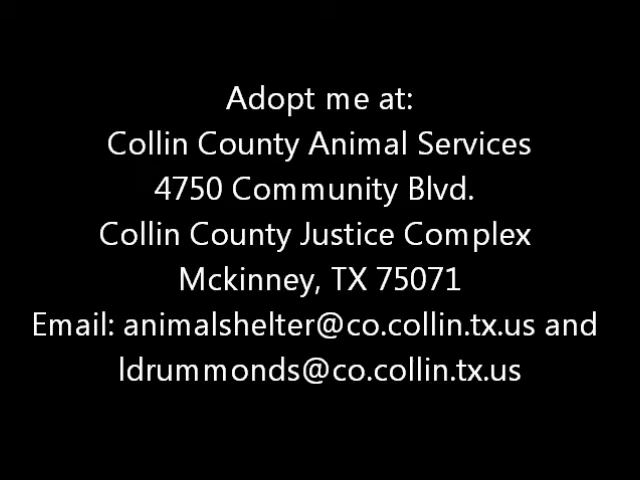 Adopt me at:
Collin County Animal Services
4750 Community Blvd.
Collin County Justice Complex
Mckinney, TX 75071
Email: animalshelter@co.collin.tx.us and
ldrummonds@co.collin.tx.us